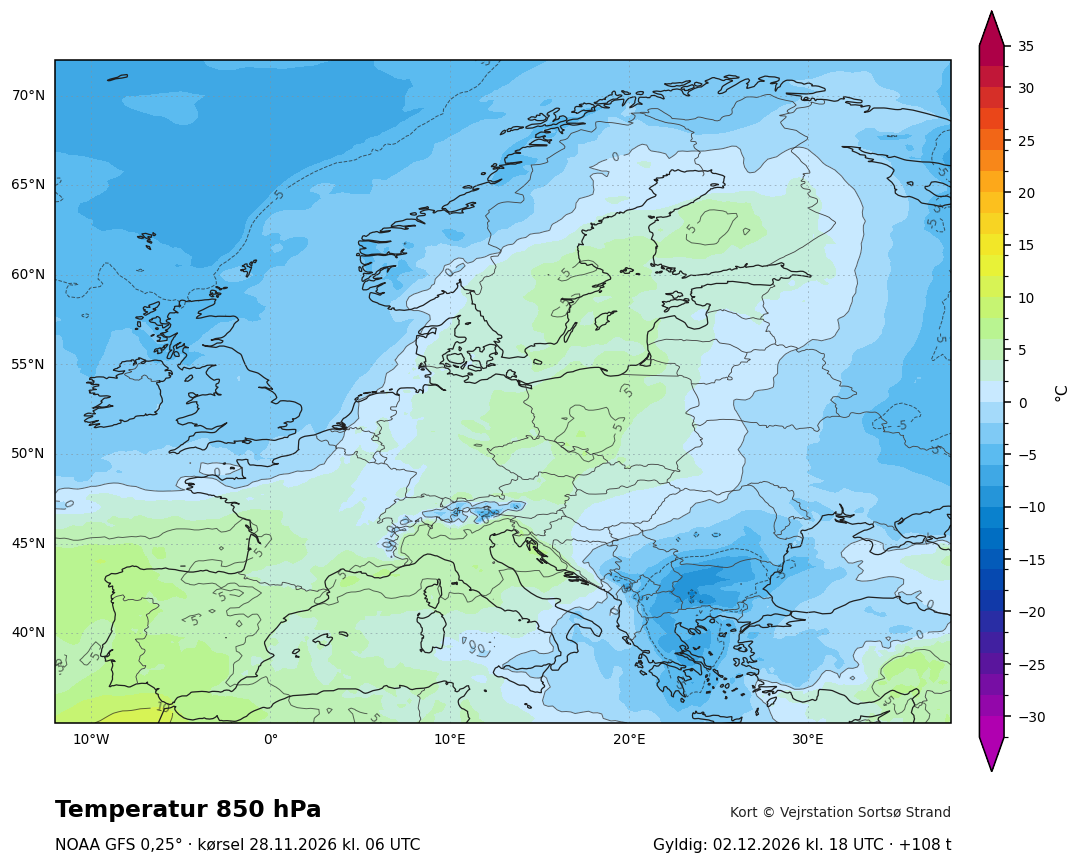 70°N
65°N
60°N
55°N
50°N
45°N
40°N
10°W
0°
10°E
20°E
30°E
35
30
25
20
15
10
5
0
−5
−10
−15
−20
−25
−30
°C
Temperatur 850 hPa
Kort © Vejrstation Sortsø Strand
NOAA GFS 0,25° · kørsel 28.11.2026 kl. 06 UTC
Gyldig: 02.12.2026 kl. 18 UTC · +108 t